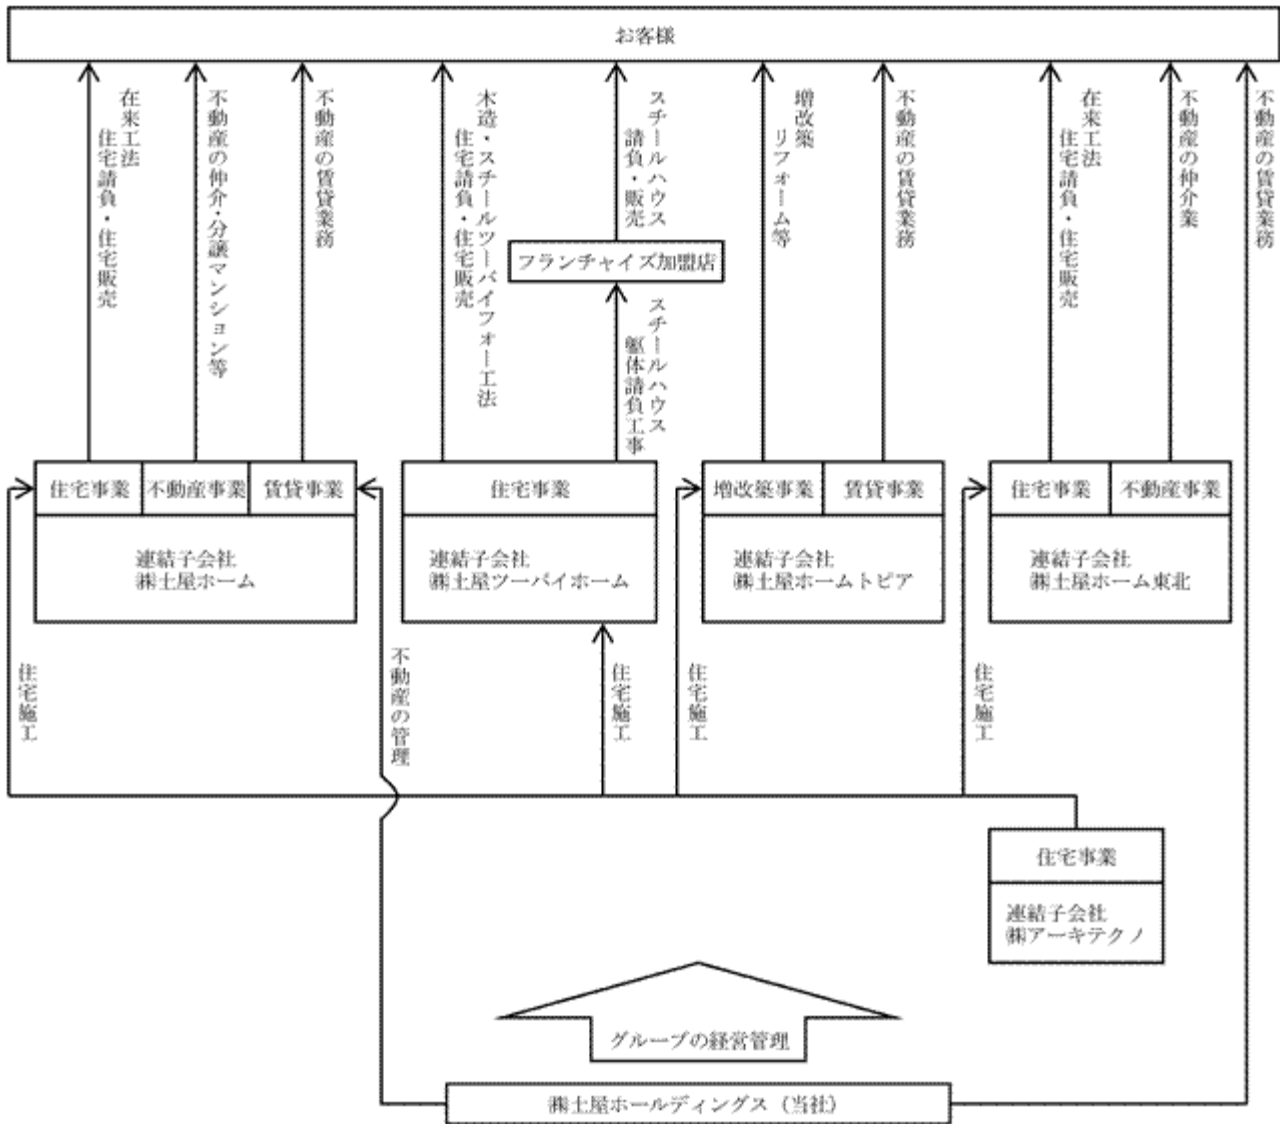 お客様
在来工法
住宅請負・住宅販売
不動産の仲介・分譲マンション等
不動産の賃貸業務
木造・スチールツーバイフォー工法
住宅請負・住宅販売
スチールハウス
請負・販売
増改築
リフォーム等
不動産の賃貸業務
在来工法
住宅請負・住宅販売
不動産の仲介業
不動産の賃貸業務
フランチャイズ加盟店
スチールハウス
躯体請負工事
住宅事業
不動産事業
賃貸事業
連結子会社
㈱土屋ホーム
住宅事業
連結子会社
㈱土屋ツーバイホーム
増改築事業
賃貸事業
連結子会社
㈱土屋ホームトピア
住宅事業
不動産事業
連結子会社
㈱土屋ホーム東北
住宅施工
不動産の管理
住宅施工
住宅施工
住宅施工
住宅事業
連結子会社
㈱アーキテクノ
グループの経営管理
㈱土屋ホールディングス（当社）